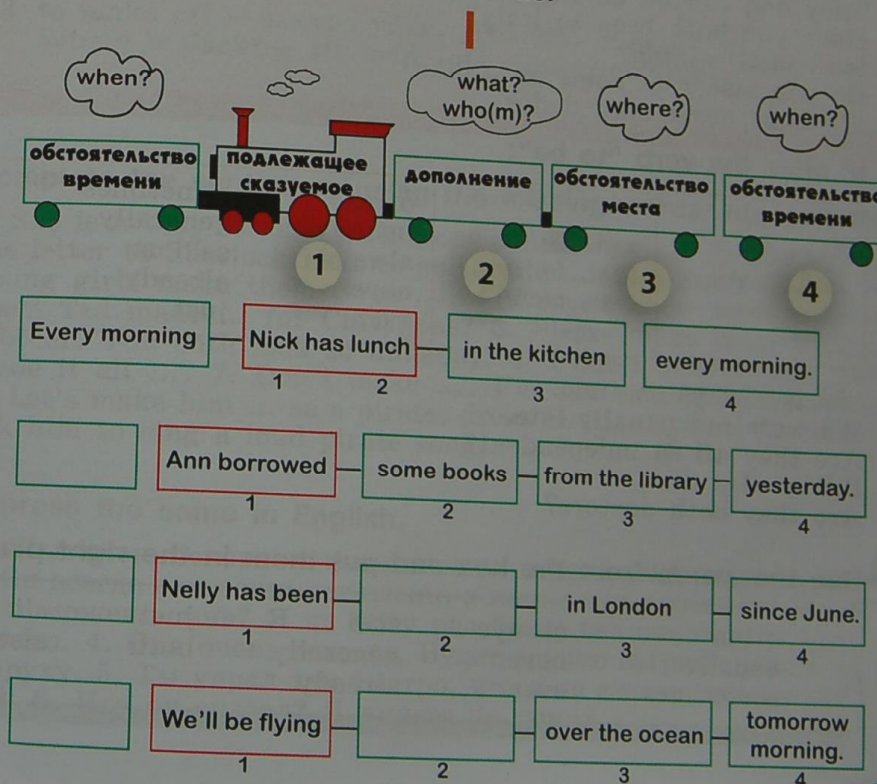 when?
what?
who(m)?
where?
when?
обстоятельство
времени
подлежащее
сказуемое
дополнение
обстоятельство
места
обстоятельство
времени
1
2
3
4
Every morning
Nick has lunch
in the kitchen
every morning.
1
2
3
4
Ann borrowed
some books
from the library
yesterday.
1
2
3
4
Nelly has been
in London
since June.
1
2
3
4
We'll be flying
over the ocean
tomorrow
morning.
1
2
3
4